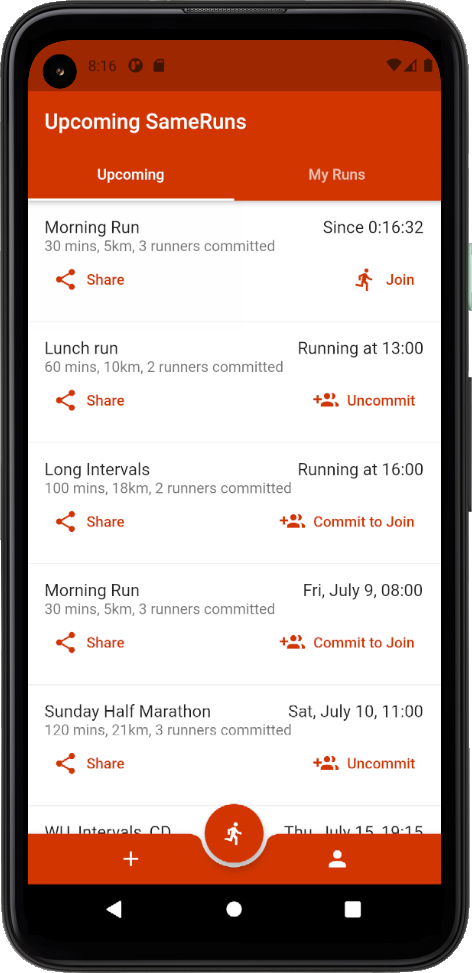 8:16
Upcoming SameRuns
Upcoming My Runs
Morning Run Since 0:16:32
30 mins, 5km, 3 runners committed
Share Join
Lunch run Running at 13:00
60 mins, 10km, 2 runners committed
Share Uncommit
Long Intervals Running at 16:00
100 mins, 18km, 2 runners committed
Share Commit to Join
Morning Run Fri, July 9, 08:00
30 mins, 5km, 3 runners committed
Share Commit to Join
Sunday Half Marathon Sat, July 10, 11:00
120 mins, 21km, 3 runners committed
Share Uncommit
WU, Intervals, CD Thu, July 15, 19:15